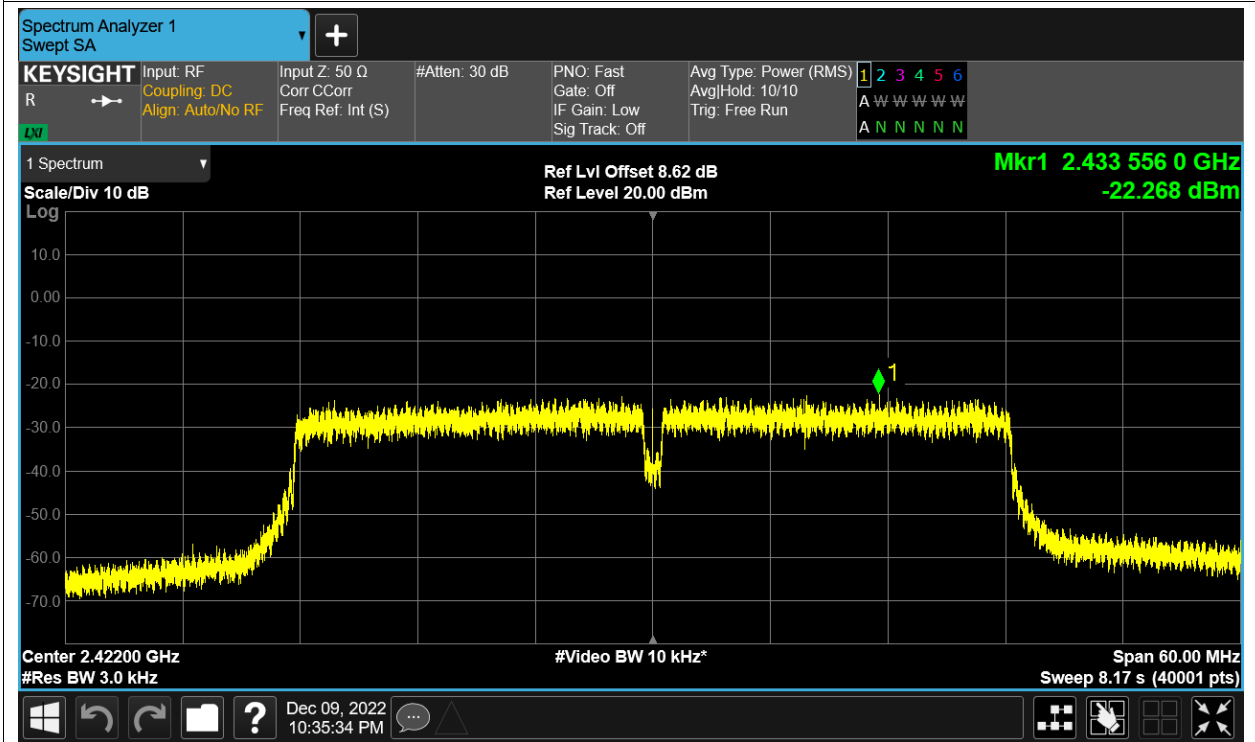 Spectrum Analyzer 1
Swept SA
+
KEYSIGHT
R
LXI
Input: RF
Coupling: DC
Align: Auto/No RF
Input Z: 50 Ω
Corr CCorr
Freq Ref: Int (S)
#Atten: 30 dB
PNO: Fast
Gate: Off
IF Gain: Low
Sig Track: Off
Avg Type: Power (RMS)
Avg|Hold: 10/10
Trig: Free Run
1 2 3 4 5 6
A W W W W W
A N N N N N
1 Spectrum
Scale/Div 10 dB
Ref Lvl Offset 8.62 dB
Ref Level 20.00 dBm
Mkr1 2.433 556 0 GHz
-22.268 dBm
Log
10.0
0.00
-10.0
-20.0
-30.0
-40.0
-50.0
-60.0
-70.0
1
Center 2.42200 GHz
#Res BW 3.0 kHz
#Video BW 10 kHz*
Span 60.00 MHz
Sweep 8.17 s (40001 pts)
?
Dec 09, 2022
10:35:34 PM